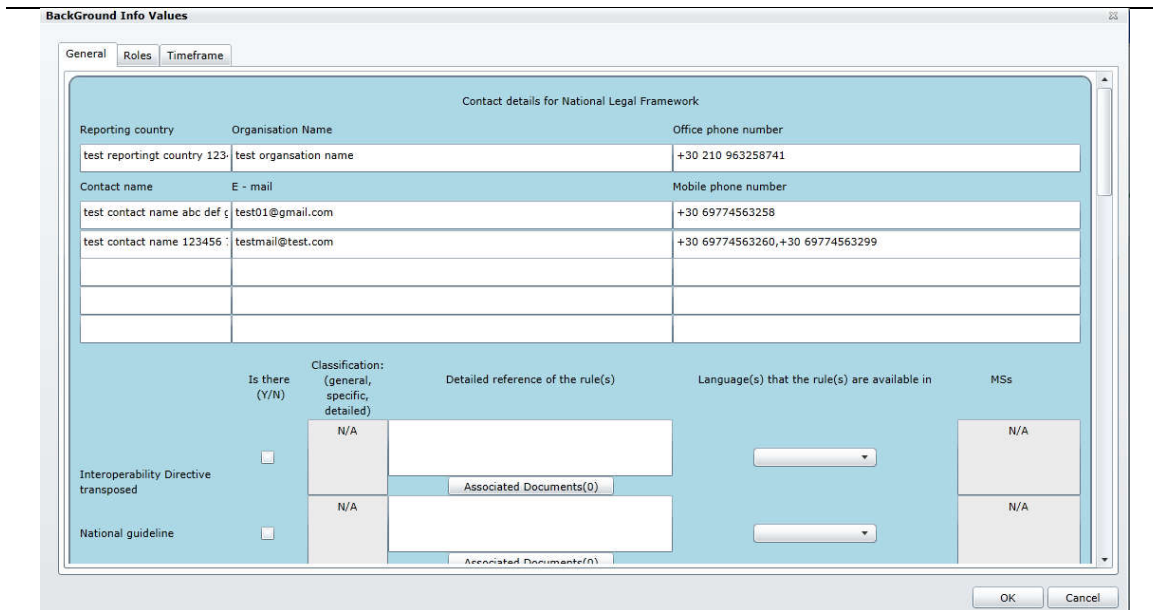 BackGround Info Values
General Roles Timeframe
Contact details for National Legal Framework
Reporting country Organisation Name Office phone number
test reportingt country 123 test organsation name +30 210 963258741
Contact name E - mail Mobile phone number
test contact name abc def test01@gmail.com +30 69774563258
test contact name 123456 testmail@test.com +30 69774563260,+30 69774563299
Is there
(Y/N)
Classification:
(general,
specific,
detailed)
Detailed reference of the rule(s)
Language(s) that the rule(s) are available in
MSs
Interoperability Directive
transposed
N/A
Associated Documents(0)
N/A
National guideline
N/A
Associated Documents(0)
N/A
OK Cancel